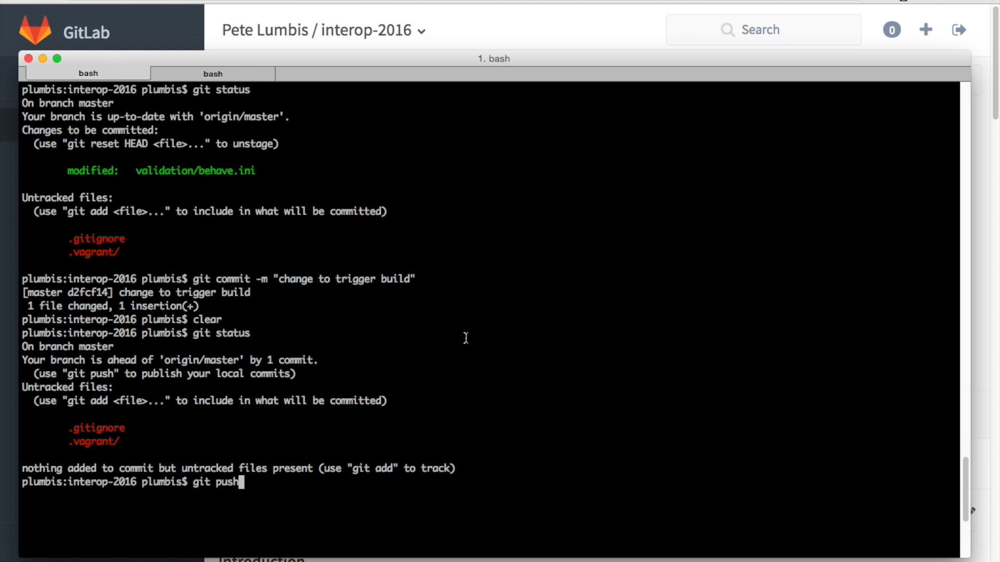 GitLab
Pete Lumbis / interop-2016
Search
0
1. bash
bash
bash
plumbis:interop-2016 plumbis$ git status
On branch master
Your branch is up-to-date with 'origin/master'.
Changes to be committed:
(use "git reset HEAD <file>..." to unstage)
modified: validation/behave.ini
Untracked files:
(use "git add <file>..." to include in what will be committed)
.gitignore
.vagrant/
plumbis:interop-2016 plumbis$ git commit -m "change to trigger build"
[master d2fcf14] change to trigger build
1 file changed, 1 insertion(+)
plumbis:interop-2016 plumbis$ clear
plumbis:interop-2016 plumbis$ git status
On branch master
Your branch is ahead of 'origin/master' by 1 commit.
(use "git push" to publish your local commits)
Untracked files:
(use "git add <file>..." to include in what will be committed)
.gitignore
.vagrant/
nothing added to commit but untracked files present (use "git add" to track)
plumbis:interop-2016 plumbis$ git push
Introduction